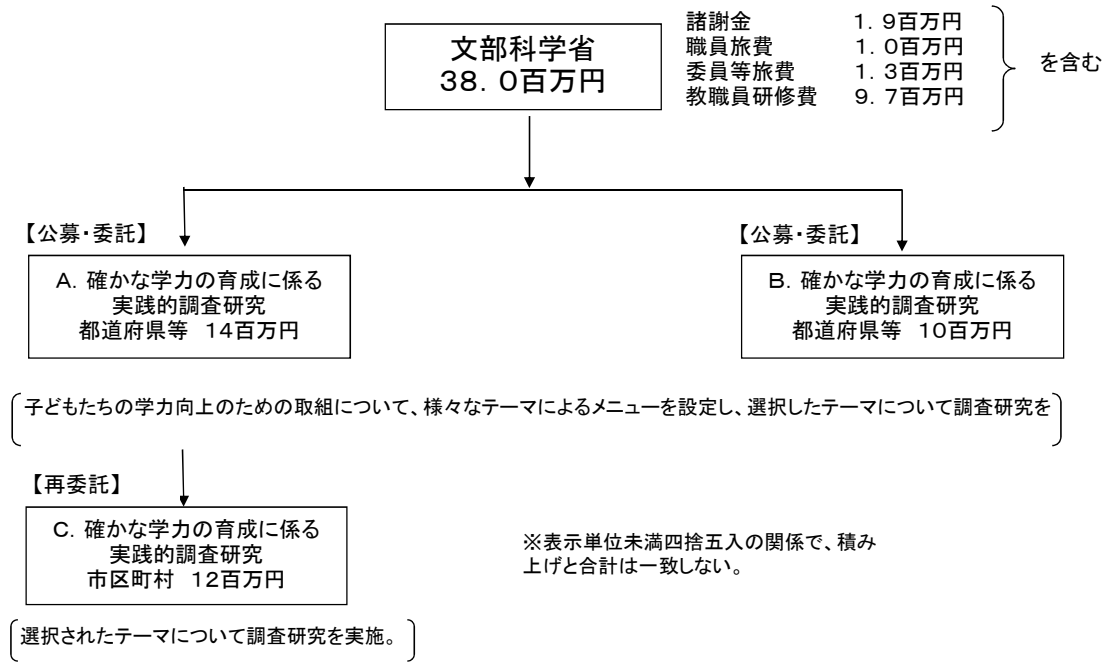 文部科学省
38．0百万円
諸謝金　1．9百万円
職員旅費　1．0百万円
委員等旅費　1．3百万円
教職員研修費　9．7百万円
を含む
【公募・委託】
【公募・委託】
A．確かな学力の育成に係る
実践的調査研究
都道府県等　14百万円
B．確かな学力の育成に係る
実践的調査研究
都道府県等　10百万円
子どもたちの学力向上のための取組について、様々なテーマによるメニューを設定し、選択したテーマについて調査研究を
【再委託】
C．確かな学力の育成に係る
実践的調査研究
市区町村　12百万円
※表示単位未満四捨五入の関係で、積み
上げと合計は一致しない。
選択されたテーマについて調査研究を実施。